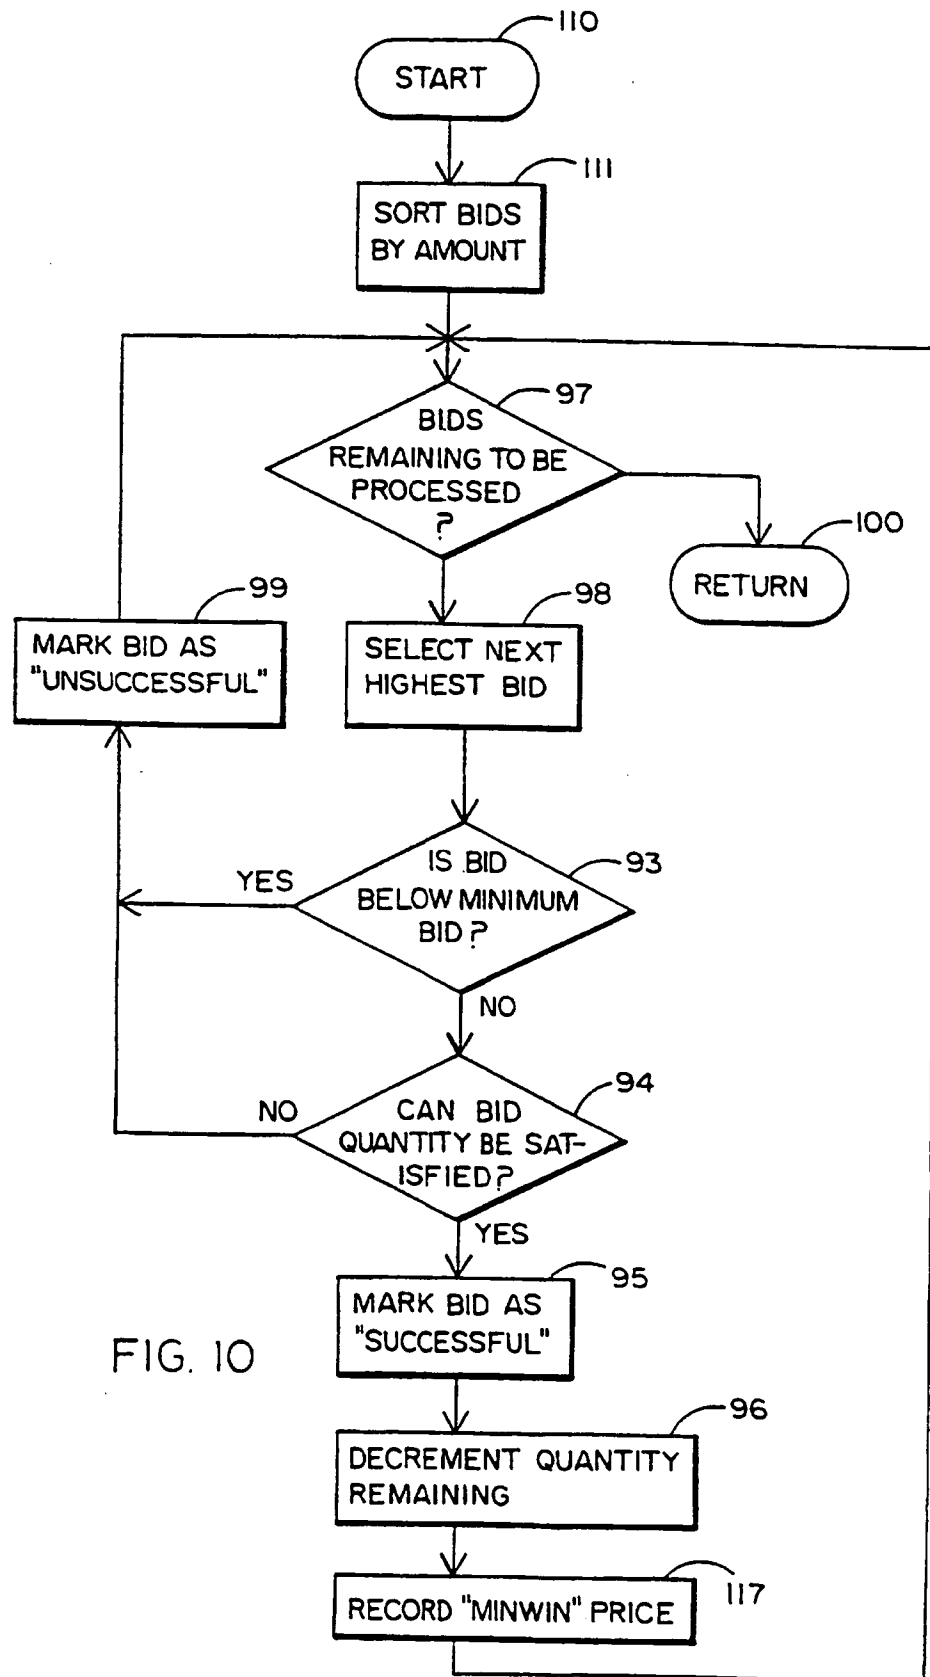 110
START
111
SORT BIDS
BY AMOUNT
97
BIDS
REMAINING TO BE
PROCESSED
?
100
RETURN
99
MARK BID AS
"UNSUCCESSFUL"
98
SELECT NEXT
HIGHEST BID
93
IS BID
BELOW MINIMUM
BID?
YES
NO
94
CAN BID
QUANTITY BE SAT-
ISFIED?
NO
YES
95
MARK BID AS
"SUCCESSFUL"
FIG. 10
96
DECREMENT QUANTITY
REMAINING
117
RECORD "MINWIN" PRICE